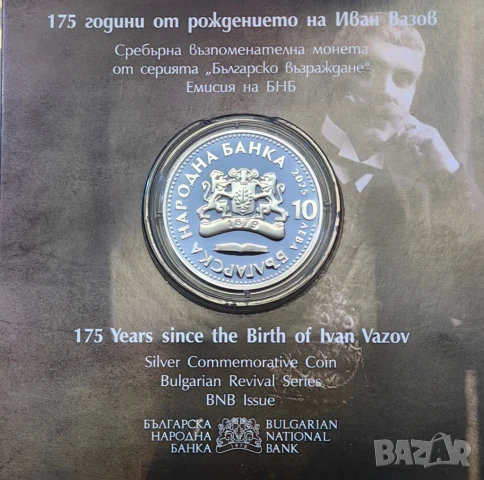 175 години от рождението на Иван Вазов
Сребърна възпоменателна монета
от серията „Българско възраждане“
Емисия на БНБ
БЪЛГАРСКА НАРОДНА БАНКА
2025
10
ЛЕВА
1879
175 Years since the Birth of Ivan Vazov
Silver Commemorative Coin
Bulgarian Revival Series
BNB Issue
БЪЛГАРСКА
НАРОДНА
БАНКА
BULGARIAN
NATIONAL
BANK
BAZAR